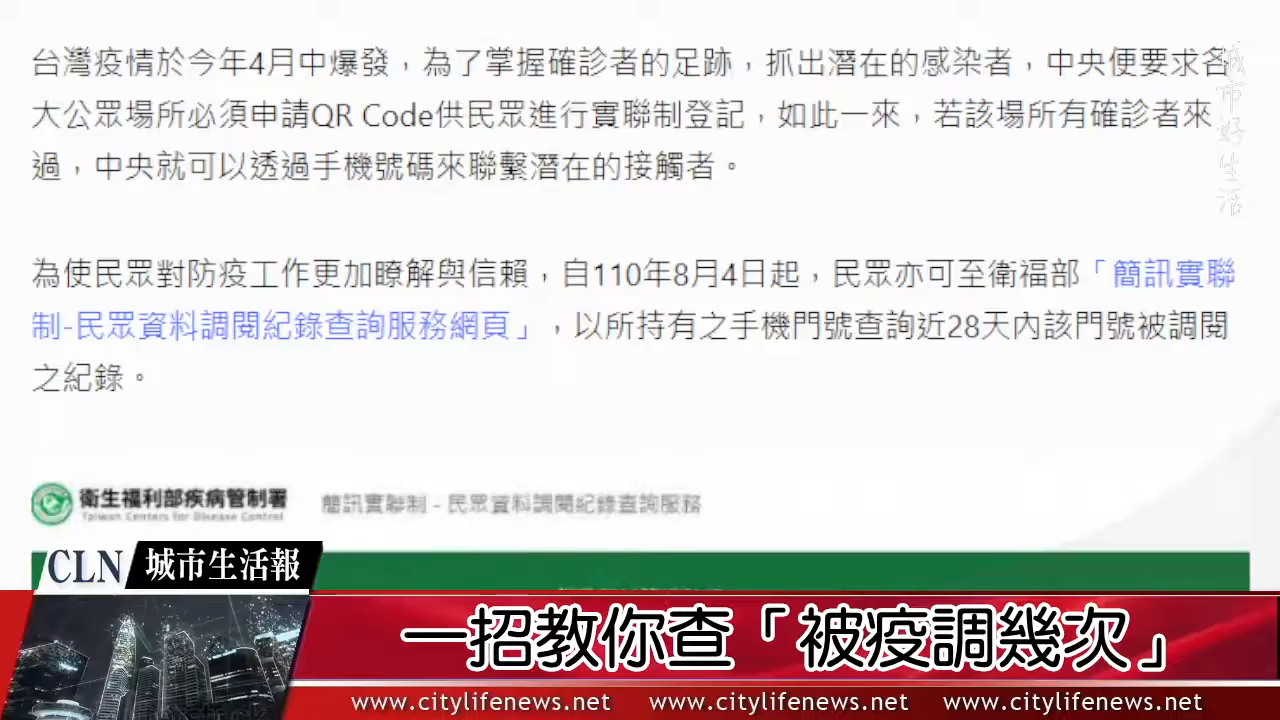 台灣疫情於今年4月中爆發，為了掌握確診者的足跡，抓出潛在的感染者，中央便要求各
大公眾場所必須申請QR Code供民眾進行實聯制登記，如此一來，若該場所有確診者來
過，中央就可以透過手機號碼來聯繫潛在的接觸者。
為使民眾對防疫工作更加瞭解與信賴，自110年8月4日起，民眾亦可至衛福部「簡訊實聯
制-民眾資料調閱紀錄查詢服務網頁」，以所持有之手機門號查詢近28天內該門號被調閱
之紀錄。
城市好生活
衛生福利部疾病管制署
Taiwan Centers for Disease Control
簡訊實聯制 - 民眾資料調閱紀錄查詢服務
CLN 城市生活報
一招教你查「被疫調幾次」
www.citylifenews.net www.citylifenews.net www.citylifenews.net